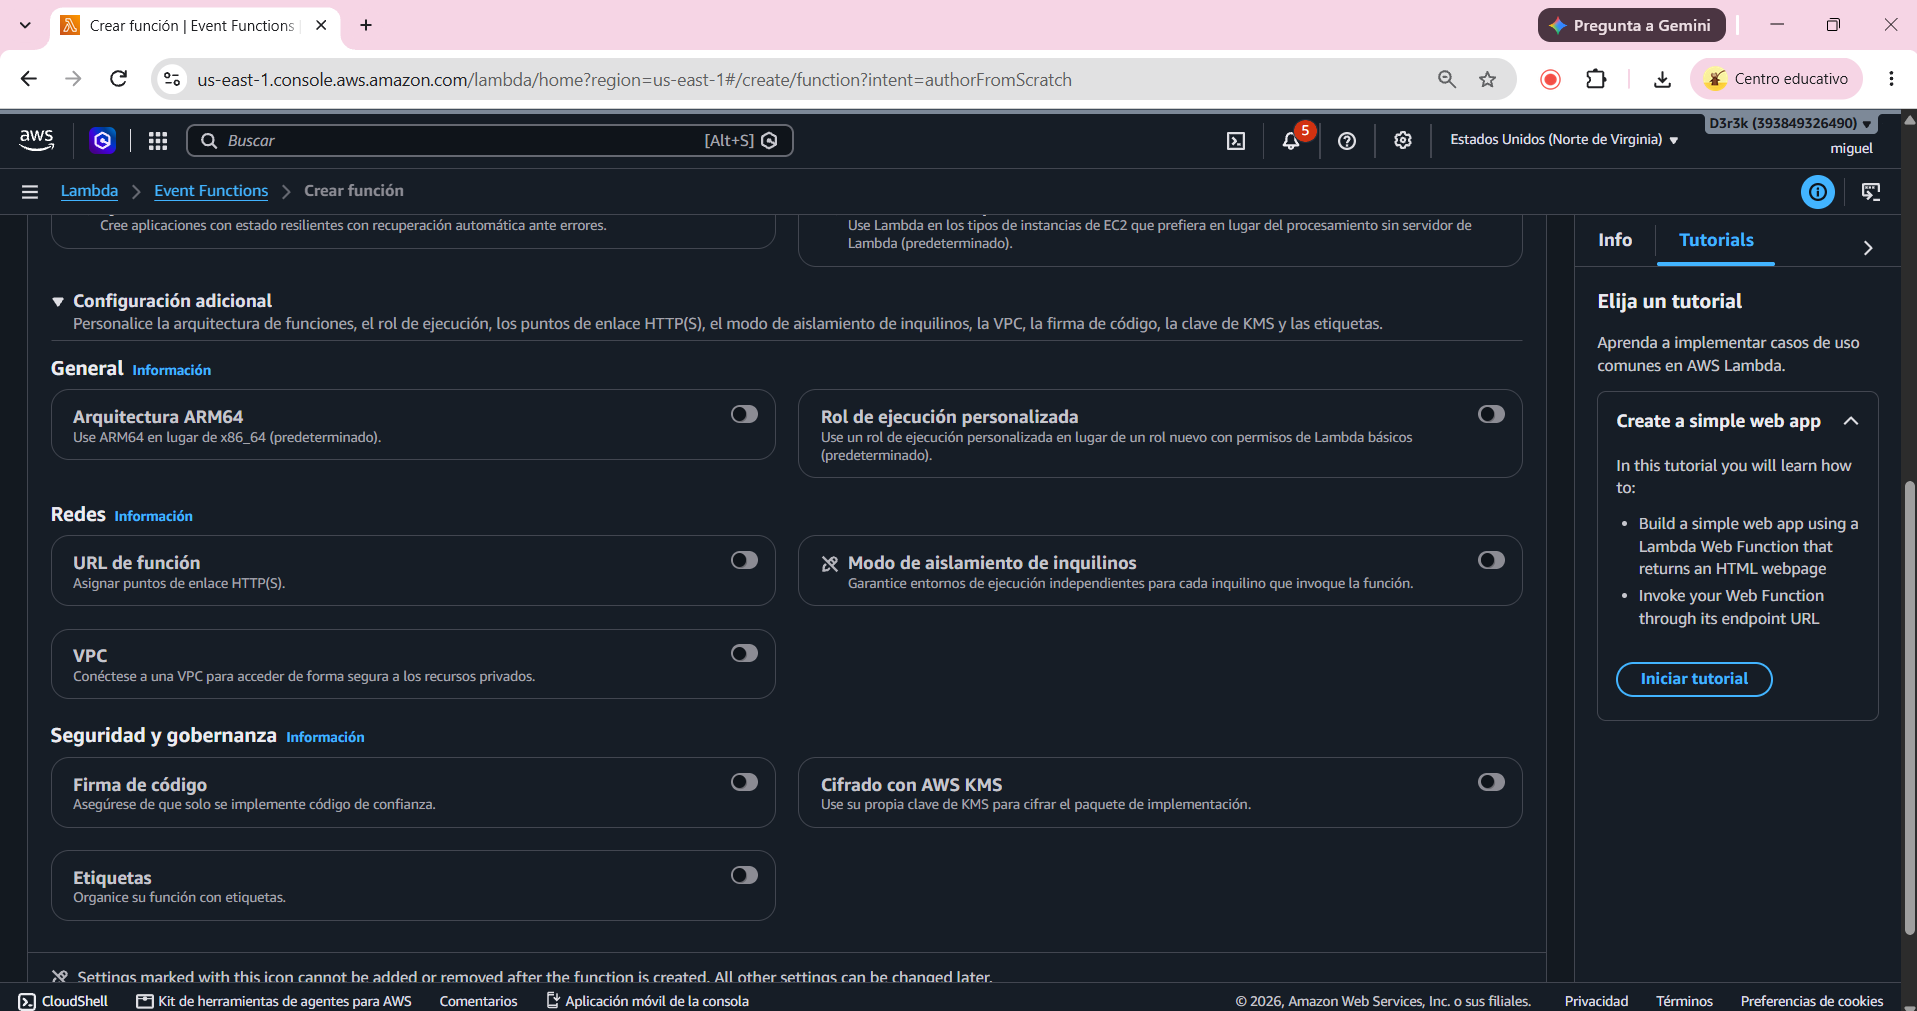 Crear función | Event Functions
Pregunta a Gemini
us-east-1.console.aws.amazon.com/lambda/home?region=us-east-1#/create/function?intent=authorFromScratch
Centro educativo
aws
Buscar
[Alt+S]
5
Estados Unidos (Norte de Virginia)
D3r3k (393849326490)
miguel
Lambda
Event Functions
Crear función
Cree aplicaciones con estado resilientes con recuperación automática ante errores.
Use Lambda en los tipos de instancias de EC2 que prefiera en lugar del procesamiento sin servidor de
Lambda (predeterminado).
Configuración adicional
Personalice la arquitectura de funciones, el rol de ejecución, los puntos de enlace HTTP(S), el modo de aislamiento de inquilinos, la VPC, la firma de código, la clave de KMS y las etiquetas.
General Información
Arquitectura ARM64
Use ARM64 en lugar de x86_64 (predeterminado).
Rol de ejecución personalizada
Use un rol de ejecución personalizada en lugar de un rol nuevo con permisos de Lambda básicos
(predeterminado).
Redes Información
URL de función
Asignar puntos de enlace HTTP(S).
Modo de aislamiento de inquilinos
Garantice entornos de ejecución independientes para cada inquilino que invoque la función.
VPC
Conéctese a una VPC para acceder de forma segura a los recursos privados.
Seguridad y gobernanza Información
Firma de código
Asegúrese de que solo se implemente código de confianza.
Cifrado con AWS KMS
Use su propia clave de KMS para cifrar el paquete de implementación.
Etiquetas
Organice su función con etiquetas.
Settings marked with this icon cannot be added or removed after the function is created. All other settings can be changed later.
Info
Tutorials
Elija un tutorial
Aprenda a implementar casos de uso
comunes en AWS Lambda.
Create a simple web app
In this tutorial you will learn how
to:
• Build a simple web app using a
Lambda Web Function that
returns an HTML webpage
• Invoke your Web Function
through its endpoint URL
Iniciar tutorial
CloudShell
Kit de herramientas de agentes para AWS
Comentarios
Aplicación móvil de la consola
© 2026, Amazon Web Services, Inc. o sus filiales.
Privacidad
Términos
Preferencias de cookies